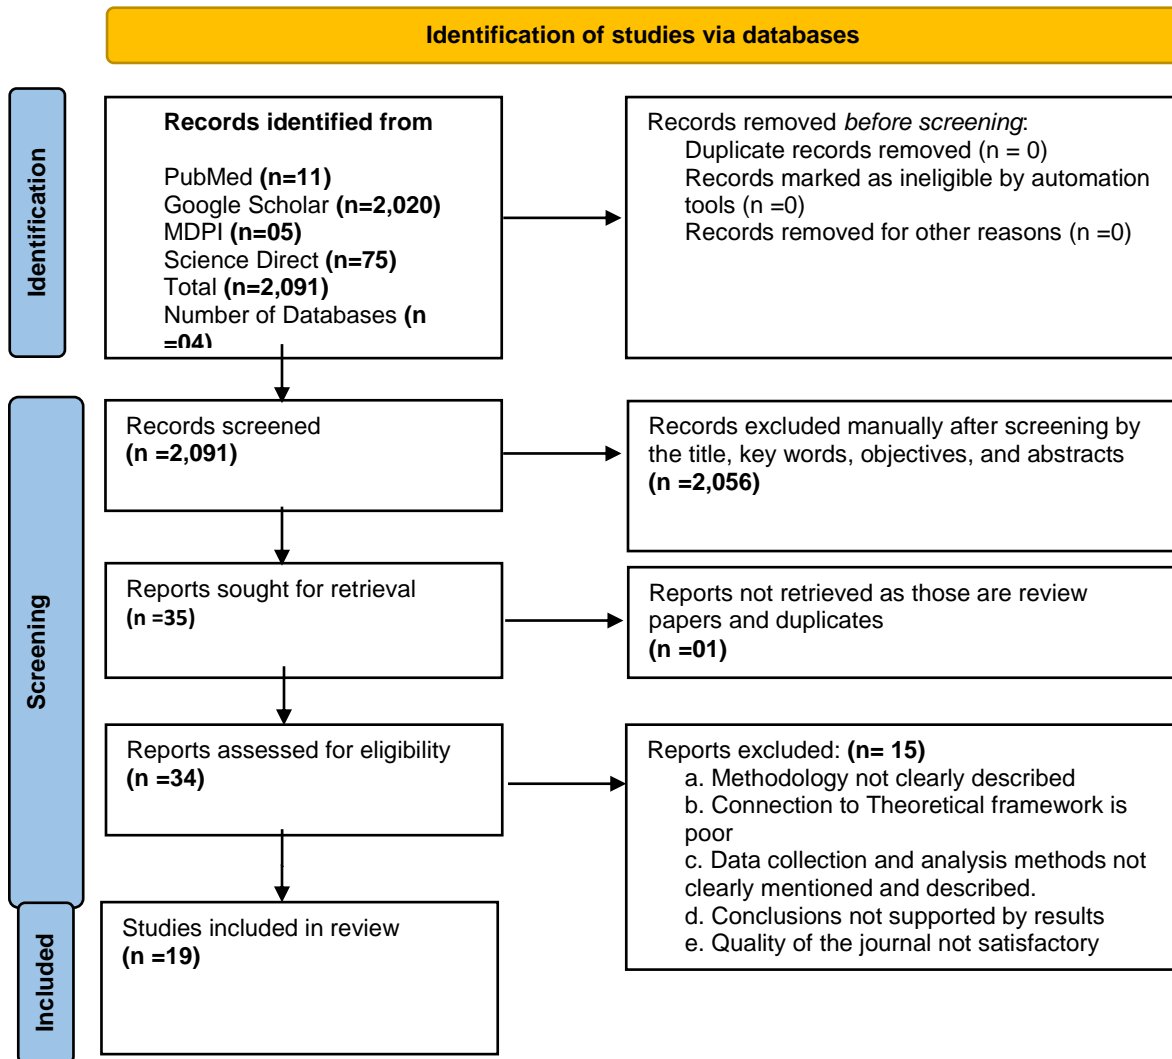 Identification of studies via databases
Identification
Records identified from
PubMed (n=11)
Google Scholar (n=2,020)
MDPI (n=05)
Science Direct (n=75)
Total (n=2,091)
Number of Databases (n
=04)
Records removed before screening:
Duplicate records removed (n = 0)
Records marked as ineligible by automation
tools (n =0)
Records removed for other reasons (n =0)
Screening
Records screened
(n =2,091)
Records excluded manually after screening by
the title, key words, objectives, and abstracts
(n =2,056)
Reports sought for retrieval
(n =35)
Reports not retrieved as those are review
papers and duplicates
(n =01)
Reports assessed for eligibility
(n =34)
Reports excluded: (n= 15)
a. Methodology not clearly described
b. Connection to Theoretical framework is
poor
c. Data collection and analysis methods not
clearly mentioned and described.
d. Conclusions not supported by results
e. Quality of the journal not satisfactory
Included
Studies included in review
(n =19)